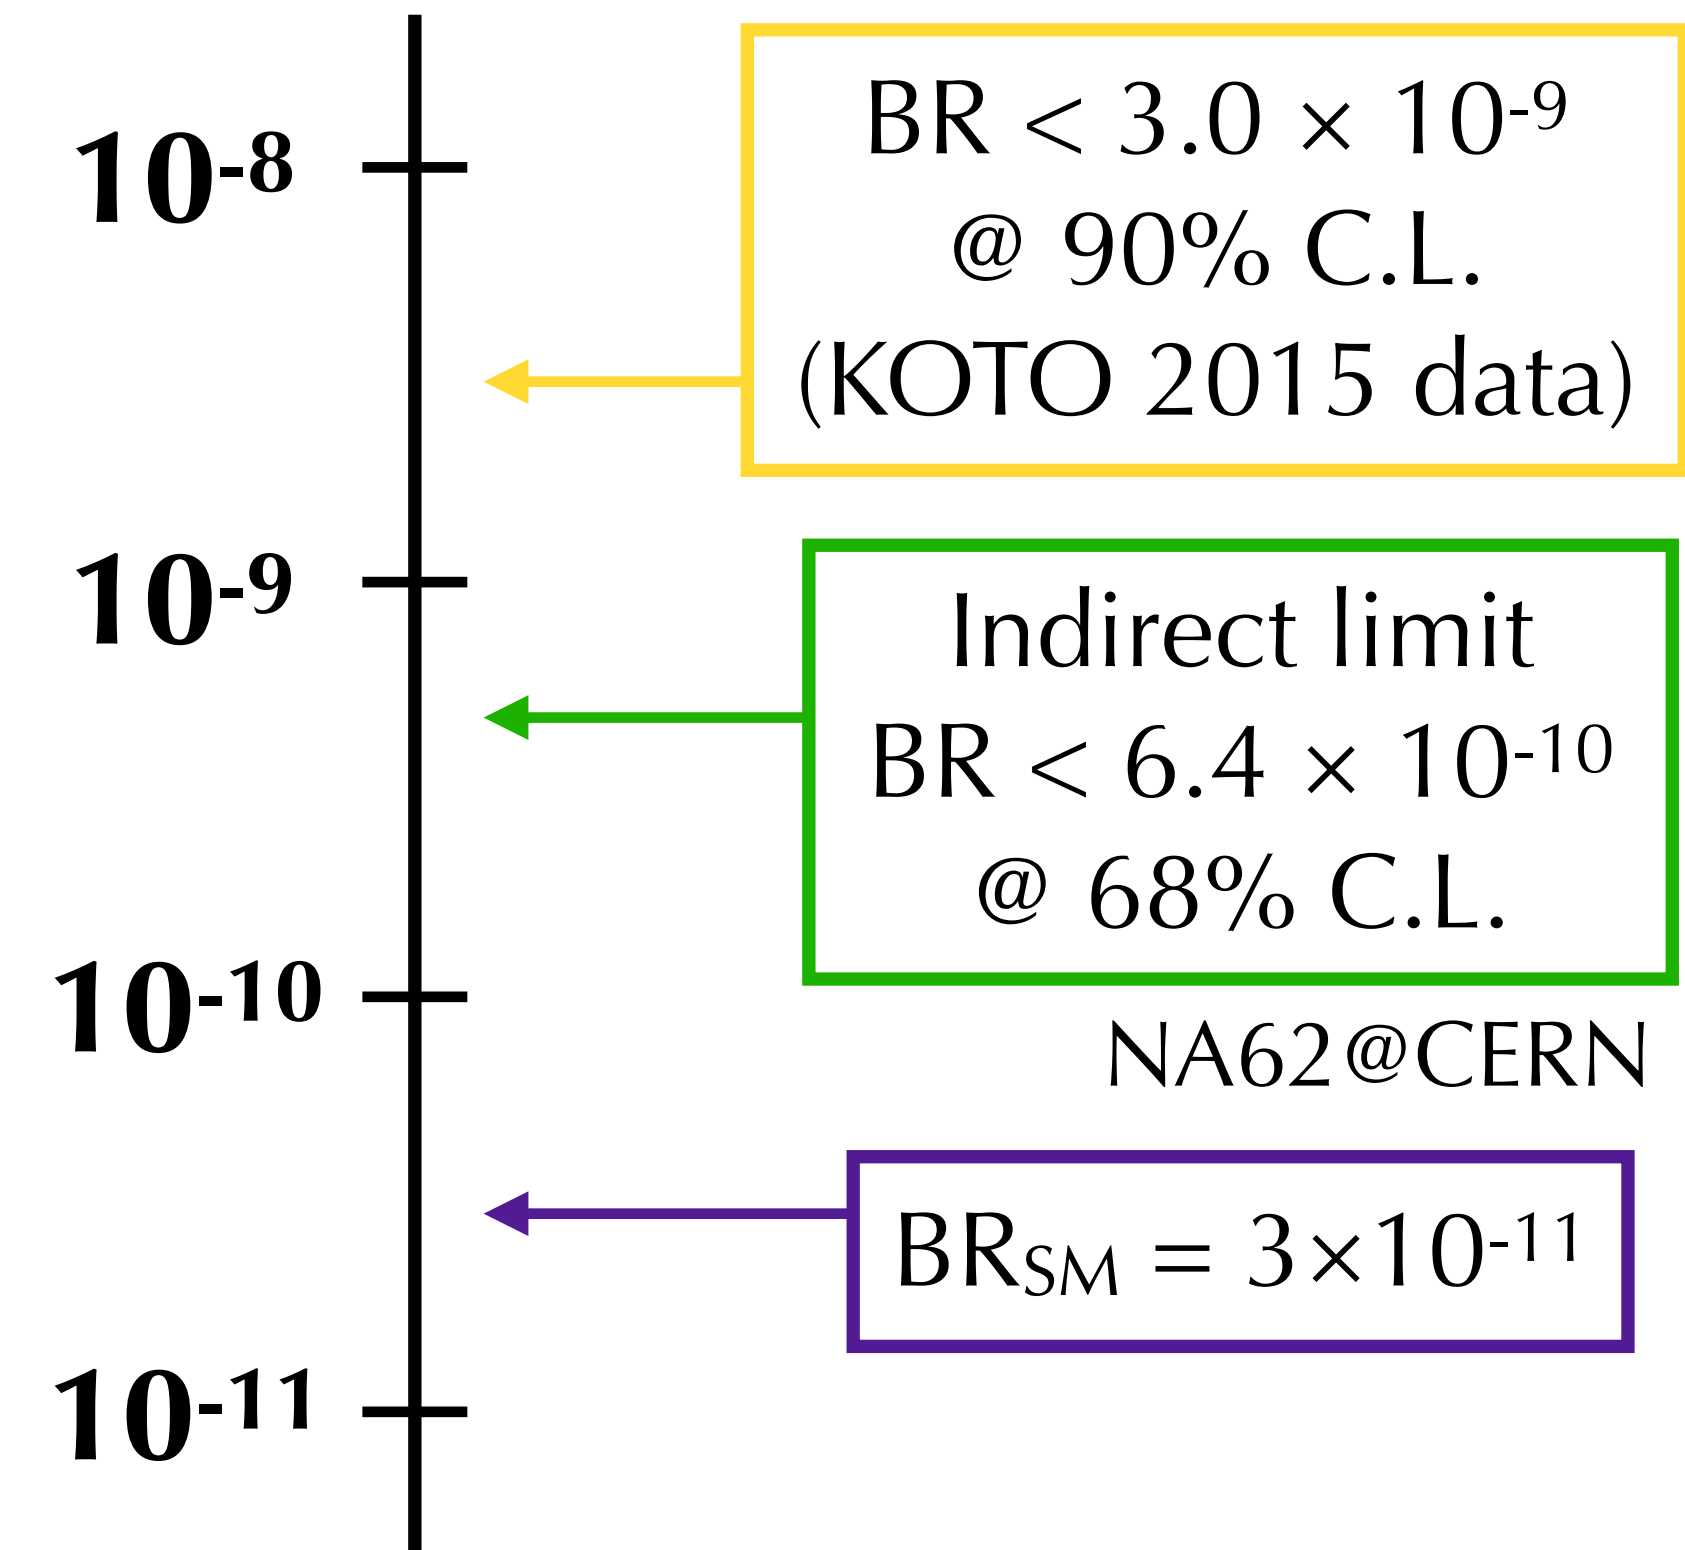 10⁻⁸
BR < 3.0 × 10⁻⁹
@ 90% C.L.
(KOTO 2015 data)
10⁻⁹
Indirect limit
BR < 6.4 × 10⁻¹⁰
@ 68% C.L.
10⁻¹⁰
NA62@CERN
BR_SM = 3×10⁻¹¹
10⁻¹¹